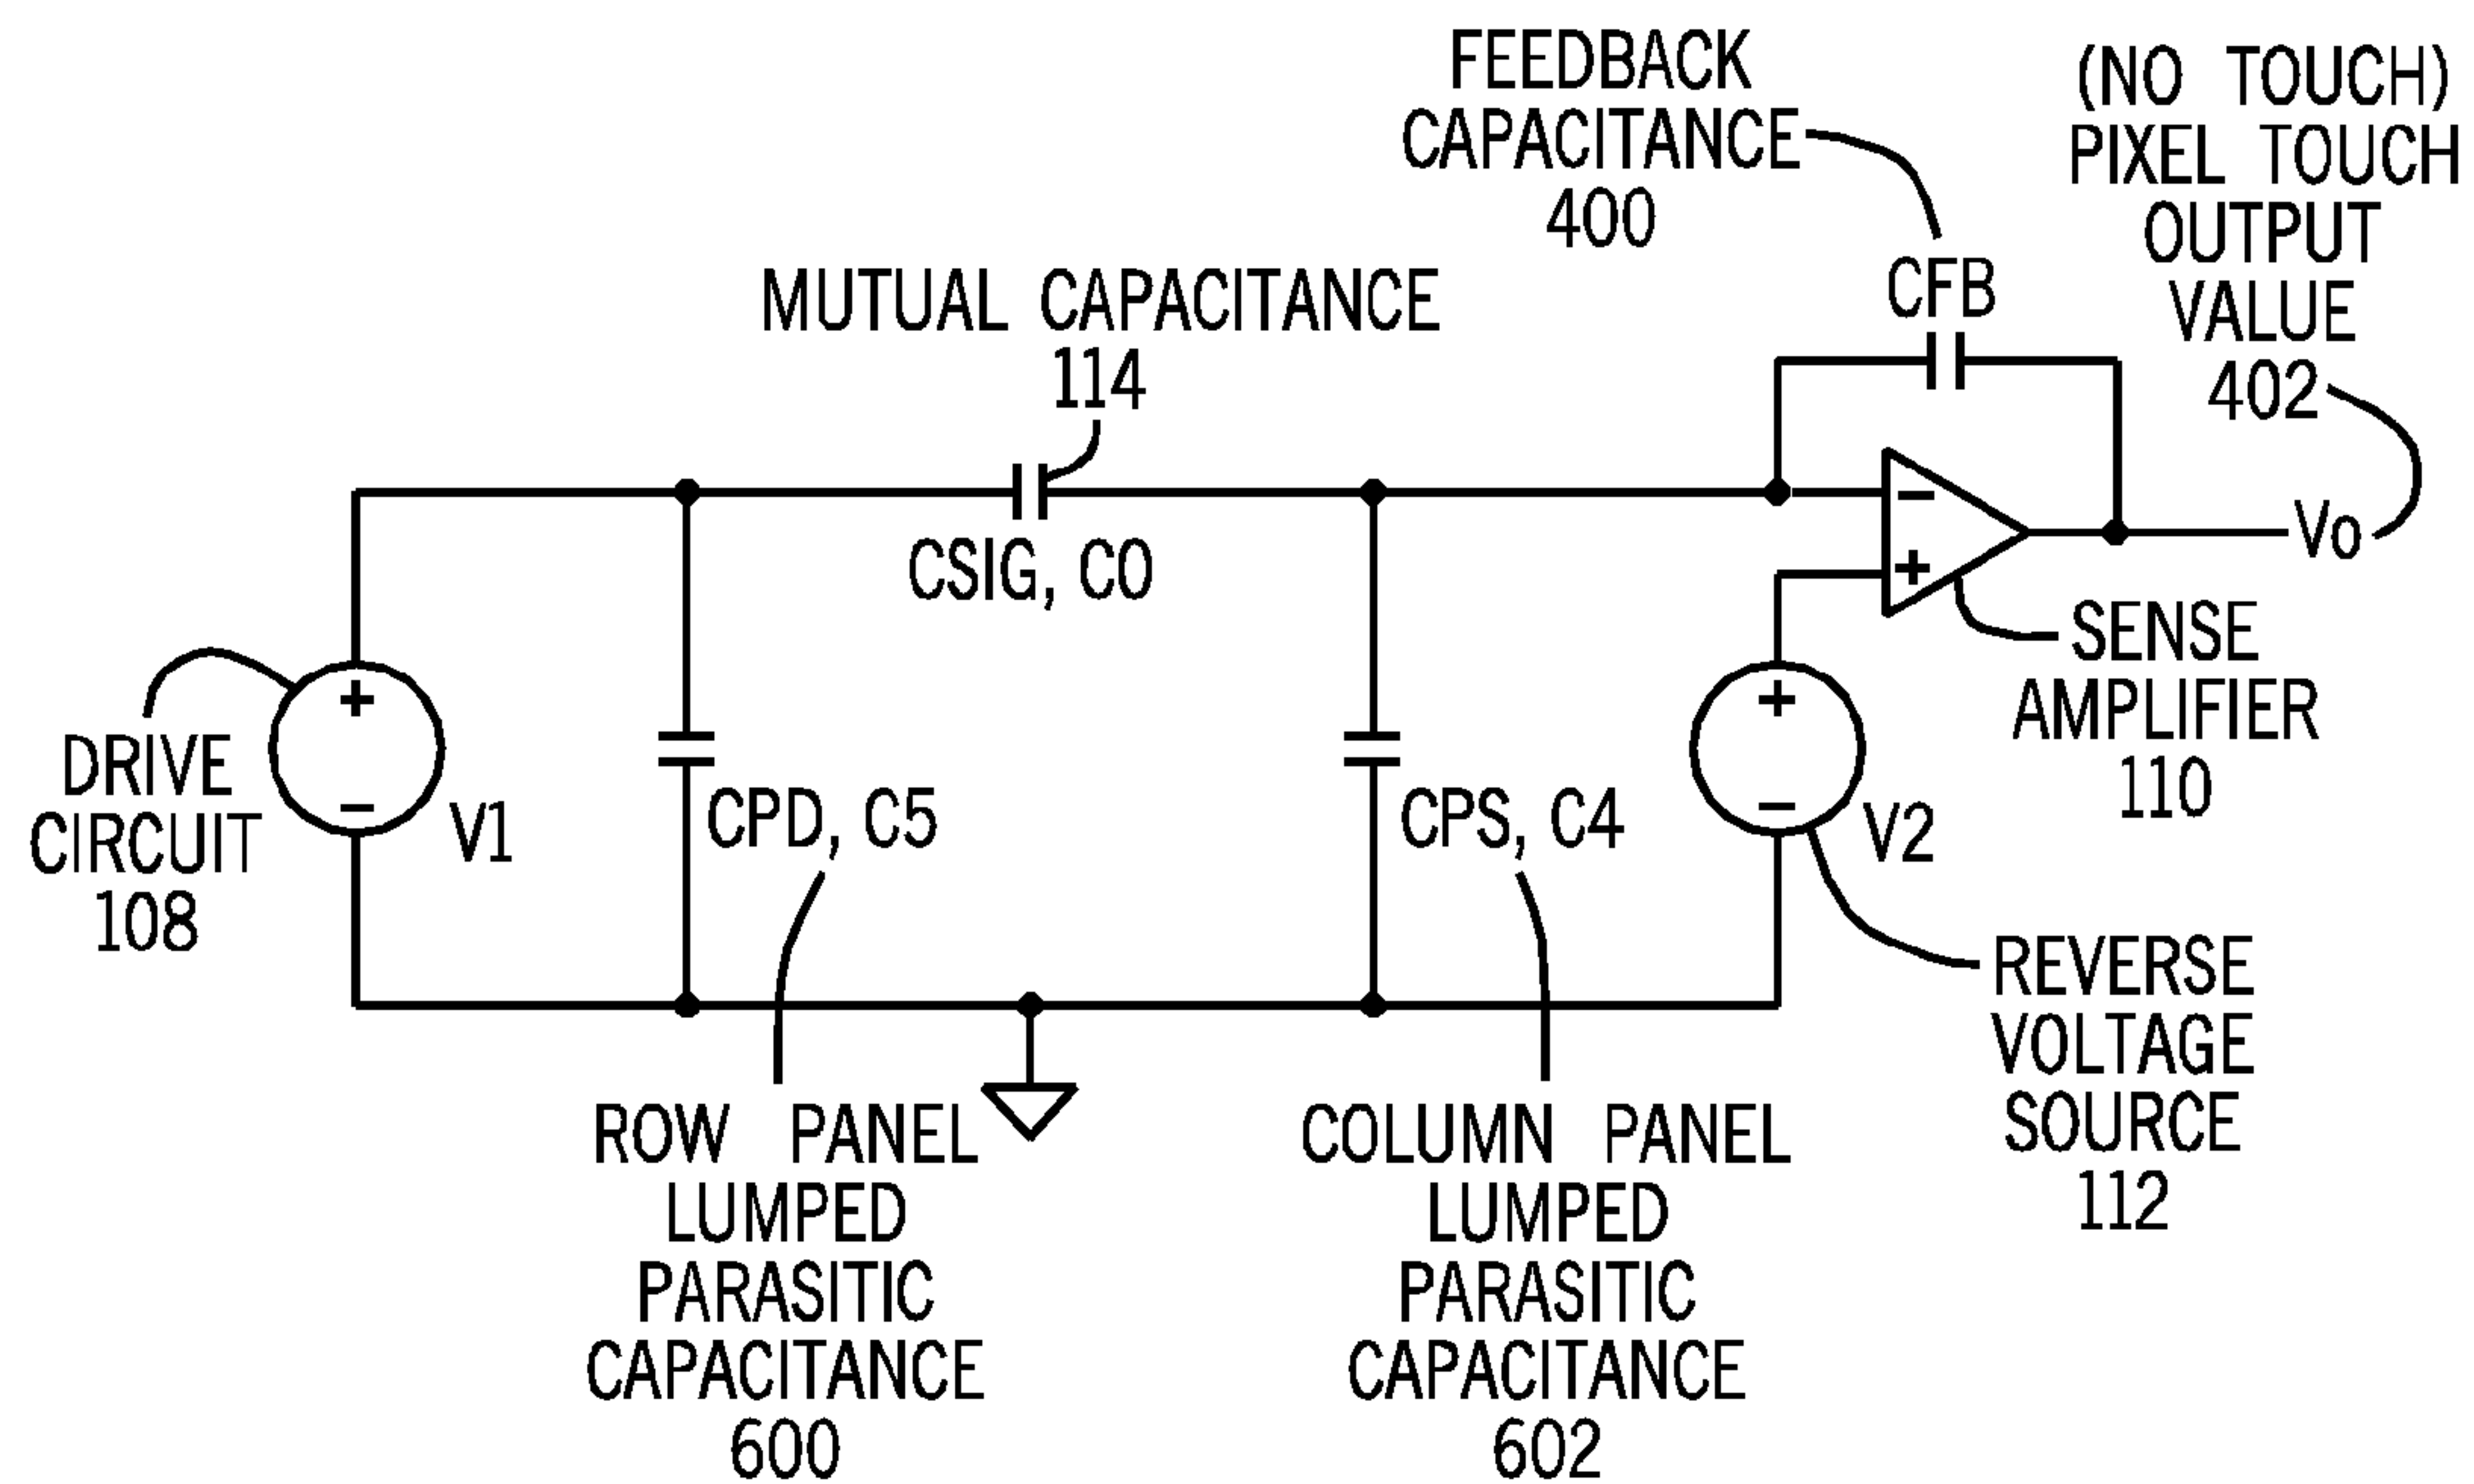 FEEDBACK
CAPACITANCE
400
(NO TOUCH)
PIXEL TOUCH
OUTPUT
VALUE
402
MUTUAL CAPACITANCE
114
CFB
CSIG, C0
−
+
Vo
SENSE
AMPLIFIER
110
DRIVE
CIRCUIT
108
+
−
V1
CPD, C5
CPS, C4
+
−
V2
REVERSE
VOLTAGE
SOURCE
112
ROW PANEL
LUMPED
PARASITIC
CAPACITANCE
600
COLUMN PANEL
LUMPED
PARASITIC
CAPACITANCE
602